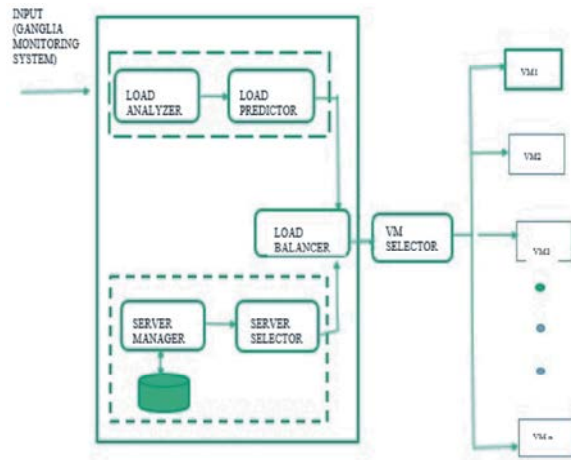 INPUT
(GANGLIA
MONITORING
SYSTEM)
LOAD
ANALYZER
LOAD
PREDICTOR
LOAD
BALANCER
VM
SELECTOR
SERVER
MANAGER
SERVER
SELECTOR
VM1
VM2
VM3
VM n